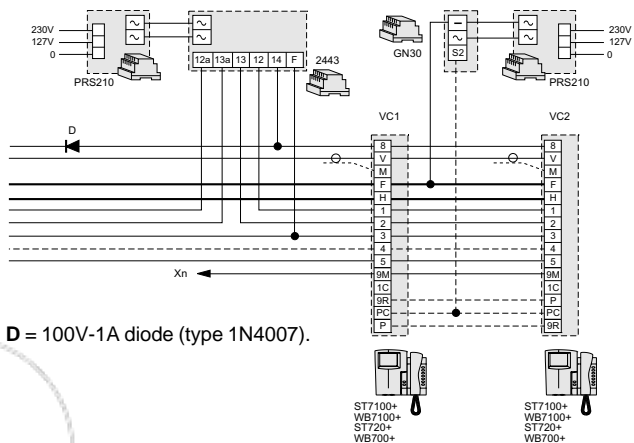 230V
127V
0
PRS210
12a 13a 13 12 14 F
2443
GN30
S2
230V
127V
0
PRS210
D
VC1
VC2
8
V
M
F
H
1
2
3
4
5
9M
1C
9R
PC
P
8
V
M
F
H
1
2
3
4
5
9M
1C
P
PC
9R
Xn
D = 100V-1A diode (type 1N4007).
ST7100+
WB7100+
ST720+
WB700+
ST7100+
WB7100+
ST720+
WB700+